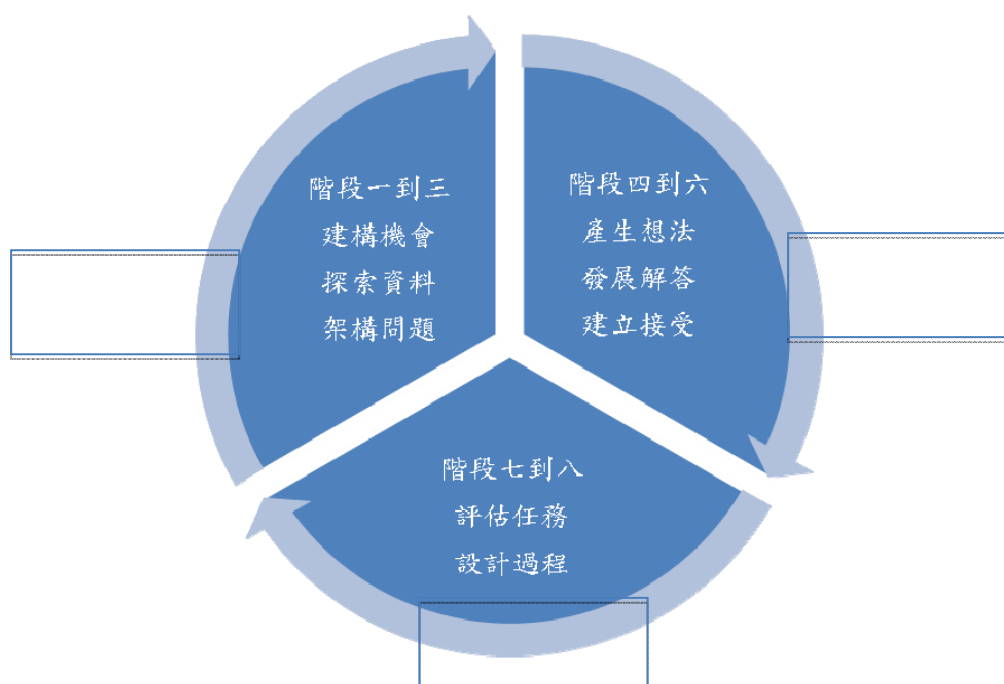 階段一到三
建構機會
探索資料
架構問題
階段四到六
產生想法
發展解答
建立接受
階段七到八
評估任務
設計過程